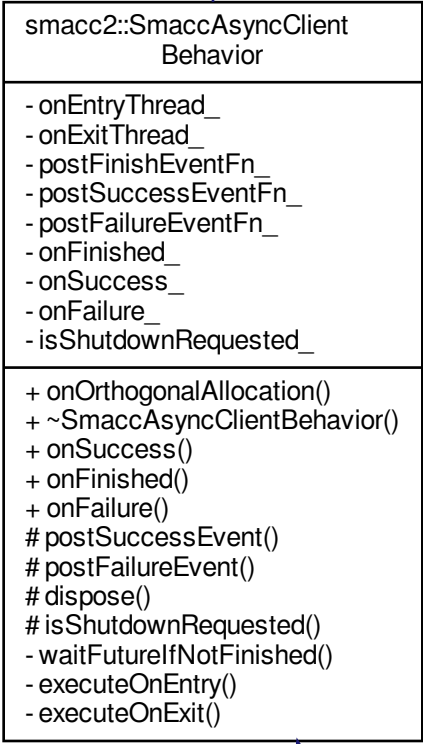 smacc2::SmaccAsyncClient
Behavior
- onEntryThread_
- onExitThread_
- postFinishEventFn_
- postSuccessEventFn_
- postFailureEventFn_
- onFinished_
- onSuccess_
- onFailure_
- isShutdownRequested_
+ onOrthogonalAllocation()
+ ~SmaccAsyncClientBehavior()
+ onSuccess()
+ onFinished()
+ onFailure()
# postSuccessEvent()
# postFailureEvent()
# dispose()
# isShutdownRequested()
- waitFutureIfNotFinished()
- executeOnEntry()
- executeOnExit()